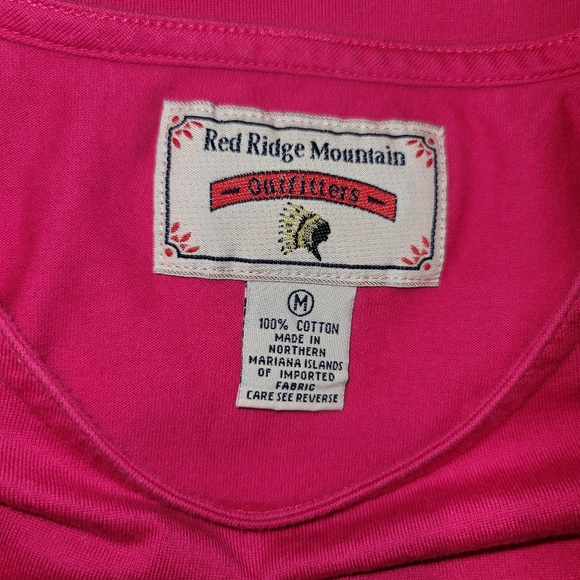 Red Ridge Mountain
- Outfitters -
M
100% COTTON
MADE IN
NORTHERN
MARIANA ISLANDS
OF IMPORTED
FABRIC
CARE SEE REVERSE